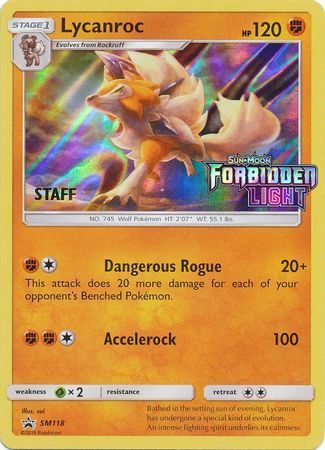 STAGE 1
Lycanroc
HP 120
Evolves from Rockruff
SUN & MOON
FORBIDDEN
LIGHT
STAFF
NO. 745 Wolf Pokémon HT: 2'07" WT: 55.1 lbs.
Dangerous Rogue 20+
This attack does 20 more damage for each of your
opponent's Benched Pokémon.
Accelerock 100
weakness ×2 resistance retreat
Illus. sui
SM118
©2018 Pokémon
Bathed in the setting sun of evening, Lycanroc has
undergone a special kind of evolution.
An intense fighting spirit underlies its calmness.